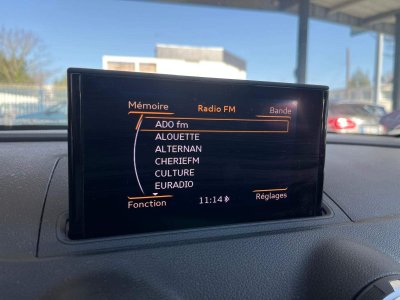 Mémoire Radio FM Bande
ADO fm
ALOUETTE
ALTERNAN
CHERIEFM
CULTURE
EURADIO
Fonction 11:14 Réglages